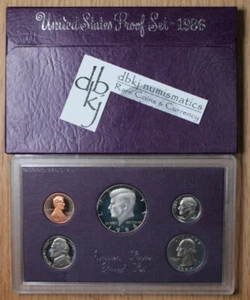 United States Proof Set - 1986
dbkj
dbkj numismatics
Rare Coins & Currency
United States
Proof Set